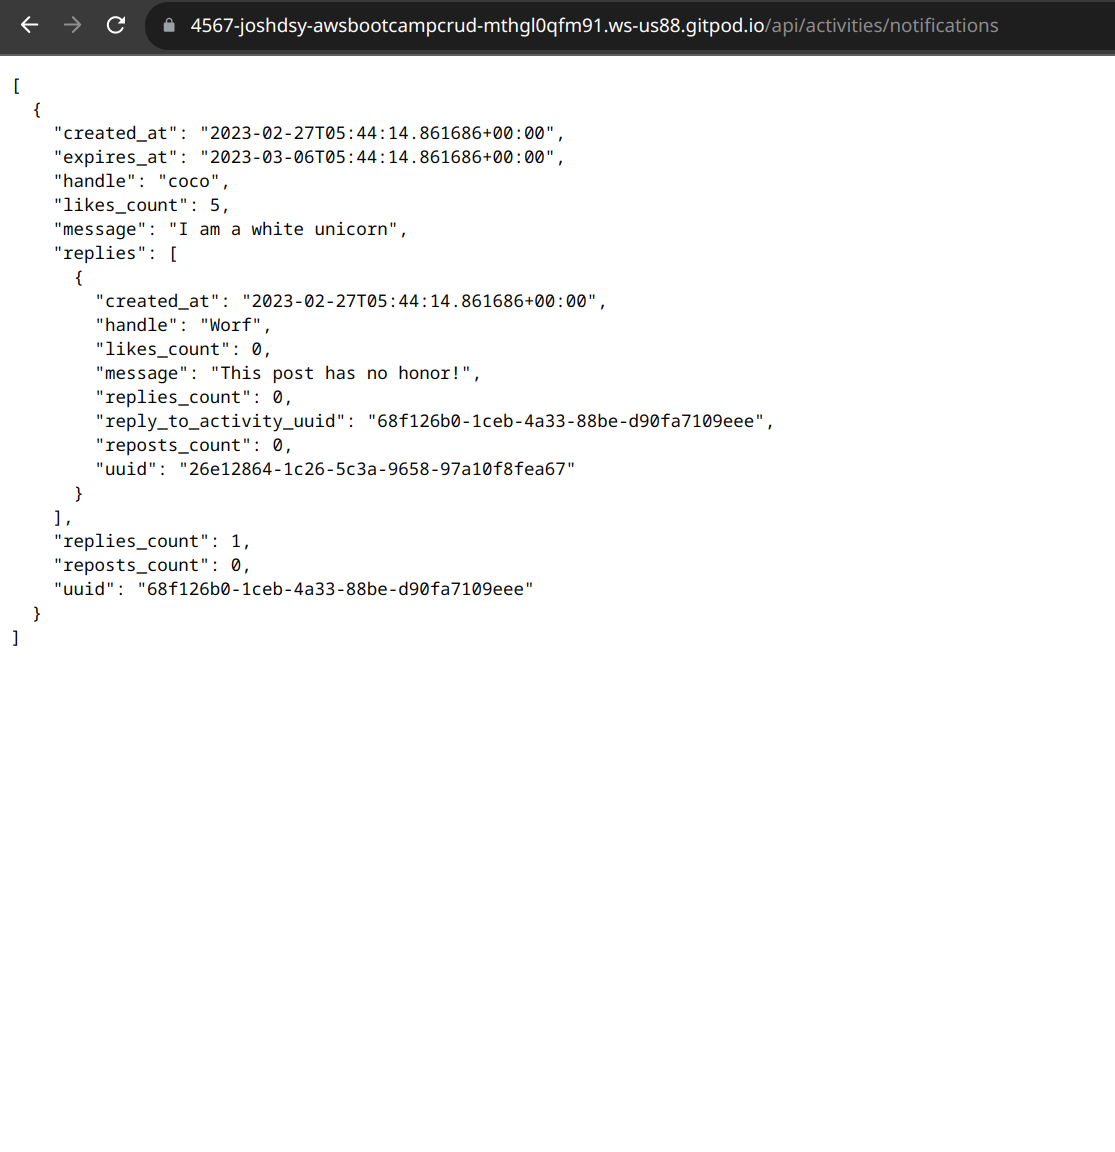 4567-joshdsy-awsbootcampcrud-mthgl0qfm91.ws-us88.gitpod.io/api/activities/notifications
[
  {
    "created_at": "2023-02-27T05:44:14.861686+00:00",
    "expires_at": "2023-03-06T05:44:14.861686+00:00",
    "handle": "coco",
    "likes_count": 5,
    "message": "I am a white unicorn",
    "replies": [
      {
        "created_at": "2023-02-27T05:44:14.861686+00:00",
        "handle": "Worf",
        "likes_count": 0,
        "message": "This post has no honor!",
        "replies_count": 0,
        "reply_to_activity_uuid": "68f126b0-1ceb-4a33-88be-d90fa7109eee",
        "reposts_count": 0,
        "uuid": "26e12864-1c26-5c3a-9658-97a10f8fea67"
      }
    ],
    "replies_count": 1,
    "reposts_count": 0,
    "uuid": "68f126b0-1ceb-4a33-88be-d90fa7109eee"
  }
]